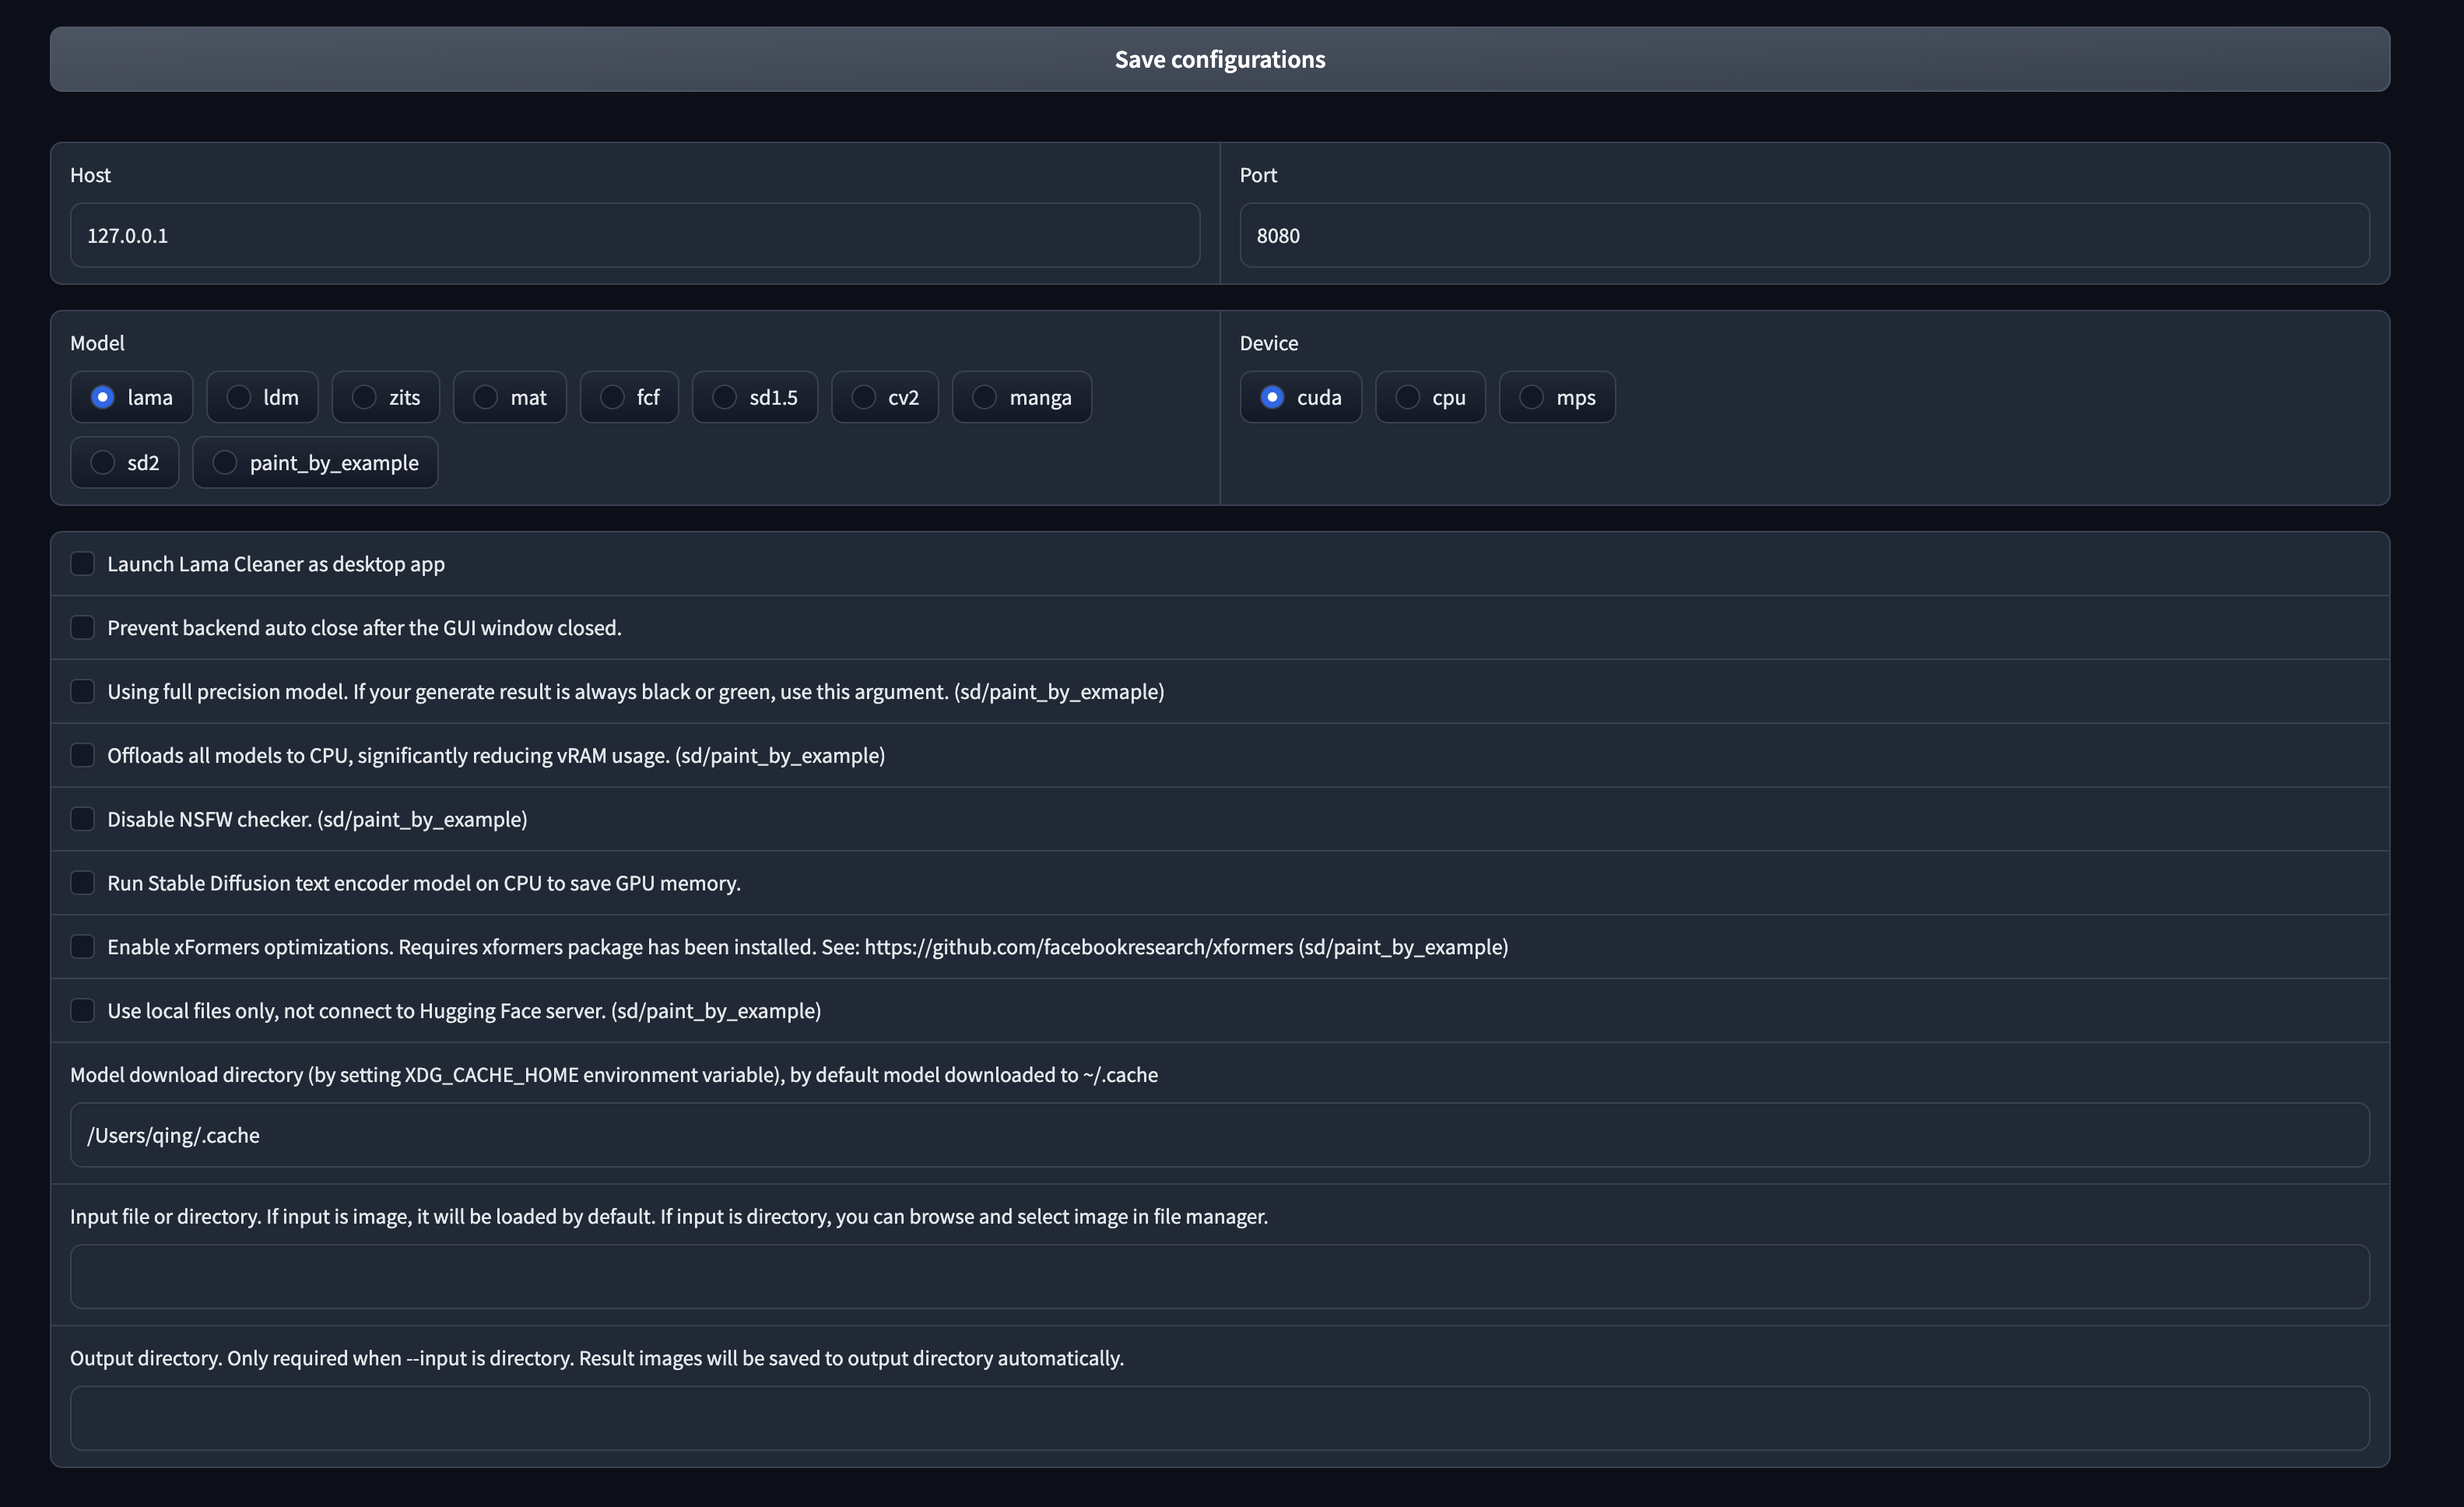 Save configurations
Host
Port
127.0.0.1
8080
Model
Device
lama ldm zits mat fcf sd1.5 cv2 manga
cuda cpu mps
sd2 paint_by_example
Launch Lama Cleaner as desktop app
Prevent backend auto close after the GUI window closed.
Using full precision model. If your generate result is always black or green, use this argument. (sd/paint_by_exmaple)
Offloads all models to CPU, significantly reducing vRAM usage. (sd/paint_by_example)
Disable NSFW checker. (sd/paint_by_example)
Run Stable Diffusion text encoder model on CPU to save GPU memory.
Enable xFormers optimizations. Requires xformers package has been installed. See: https://github.com/facebookresearch/xformers (sd/paint_by_example)
Use local files only, not connect to Hugging Face server. (sd/paint_by_example)
Model download directory (by setting XDG_CACHE_HOME environment variable), by default model downloaded to ~/.cache
/Users/qing/.cache
Input file or directory. If input is image, it will be loaded by default. If input is directory, you can browse and select image in file manager.
Output directory. Only required when --input is directory. Result images will be saved to output directory automatically.